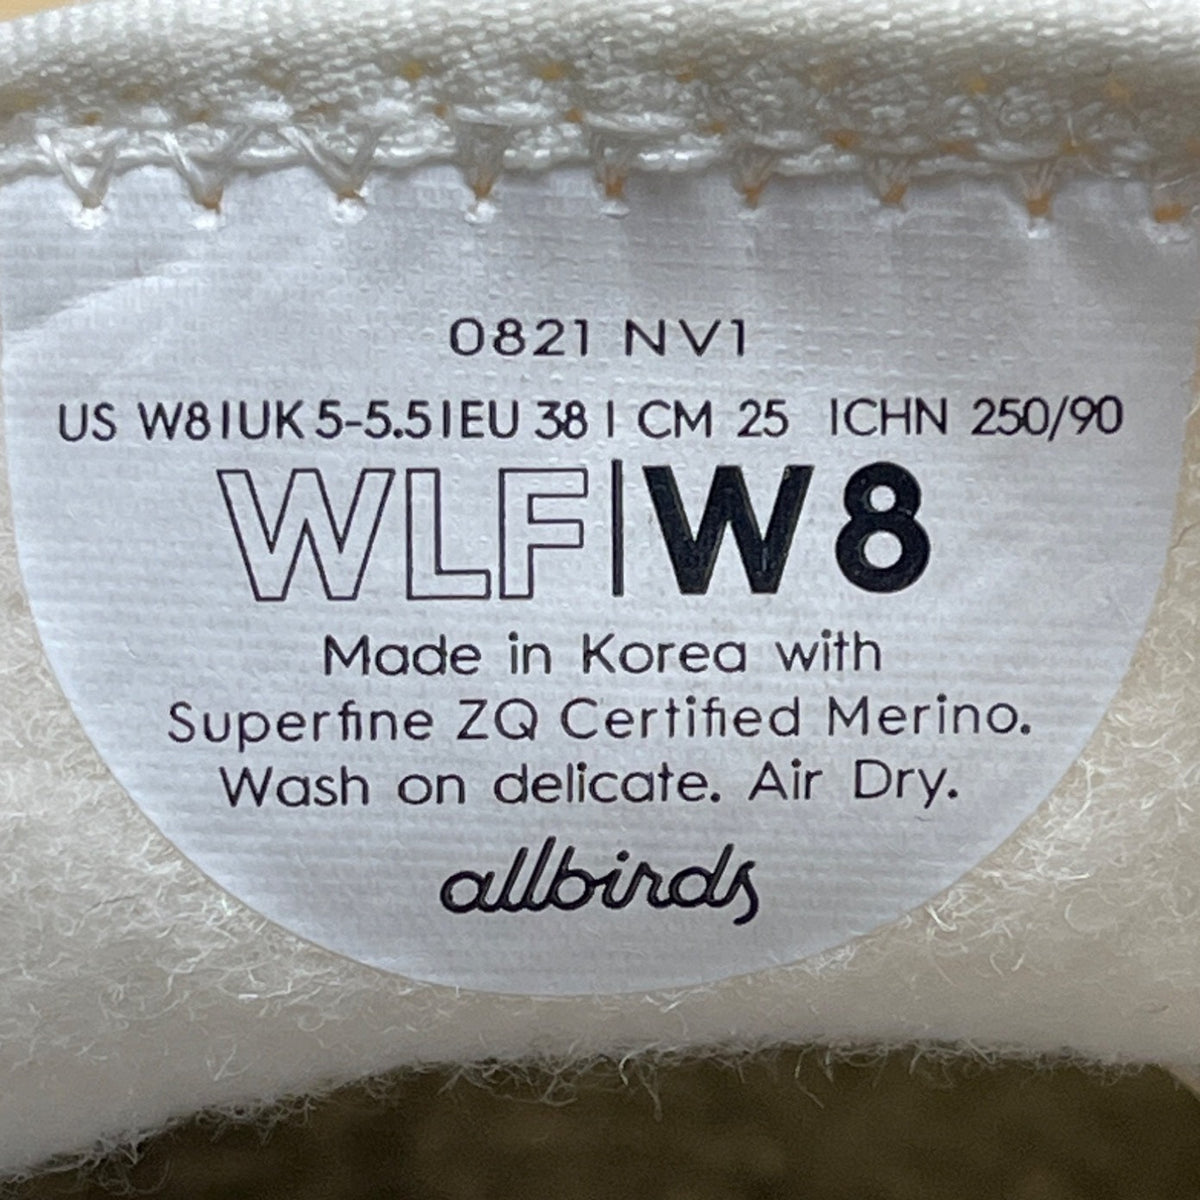 0821 NV1
US W8|UK 5-5.5|EU 38 | CM 25 |CHN 250/90
WLF|W8
Made in Korea with
Superfine ZQ Certified Merino.
Wash on delicate. Air Dry.
allbirds